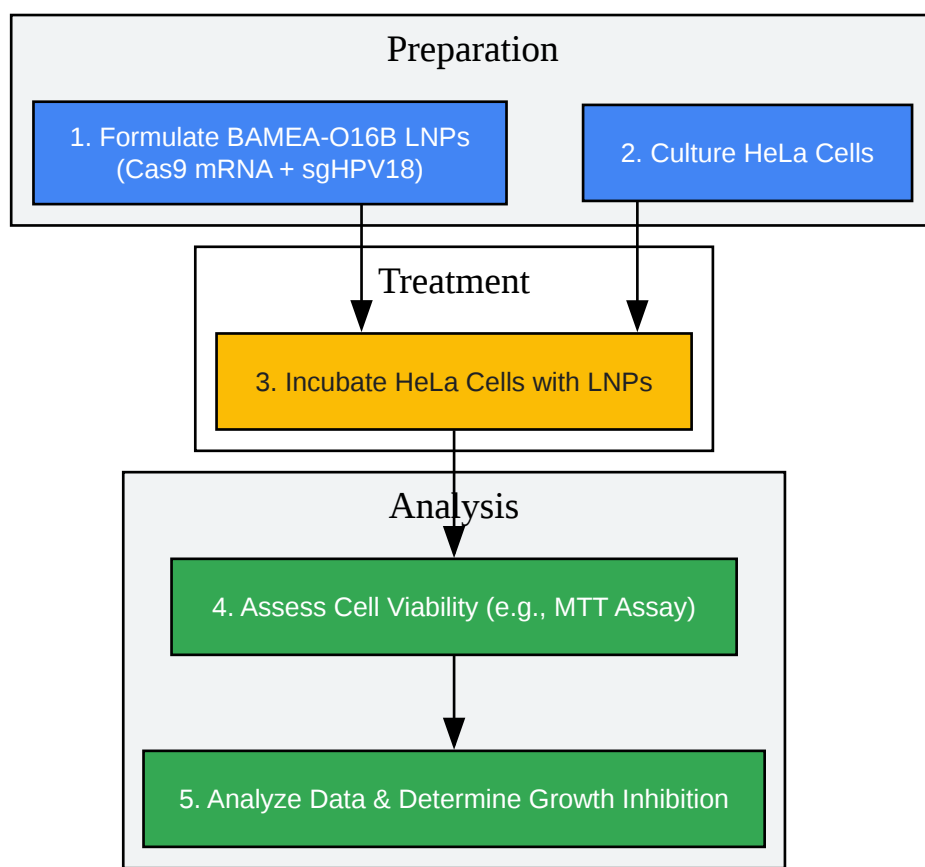 Preparation
1. Formulate BAMEA-O16B LNPs
(Cas9 mRNA + sgHPV18)
2. Culture HeLa Cells
Treatment
3. Incubate HeLa Cells with LNPs
Analysis
4. Assess Cell Viability (e.g., MTT Assay)
5. Analyze Data & Determine Growth Inhibition